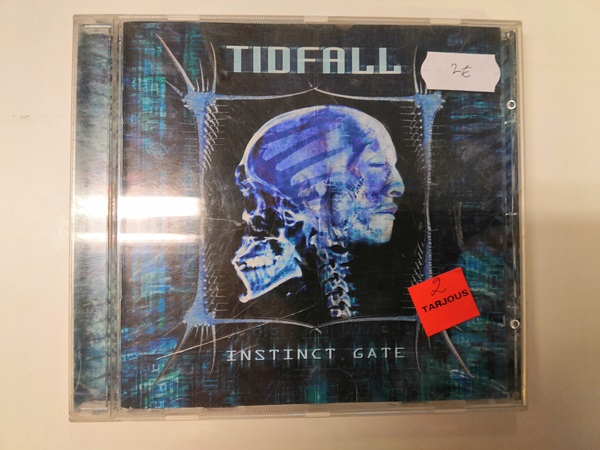 TIDFALL
2€
2
TARJOUS
INSTINCT GATE